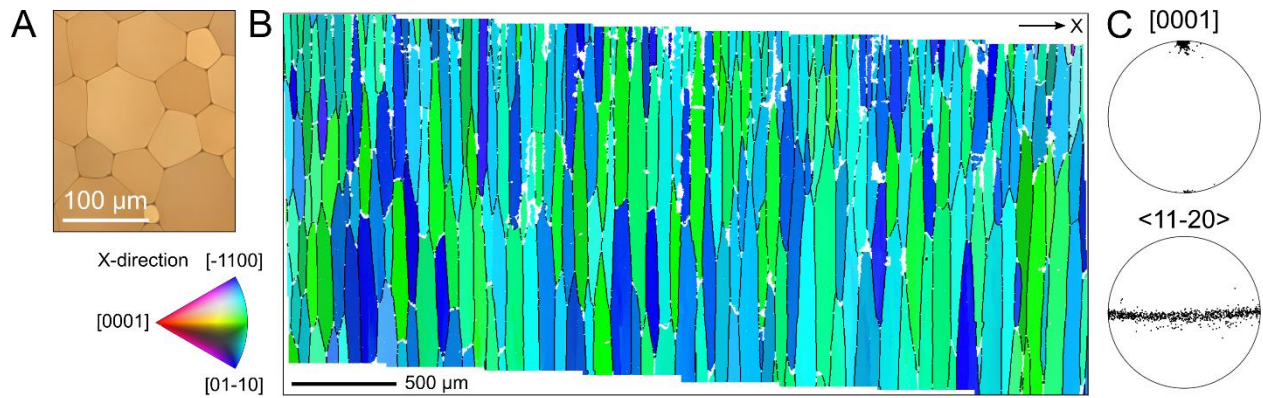 A
100 µm
X-direction
[-1100]
[0001]
[01-10]
B
X
500 µm
C
[0001]
<11-20>